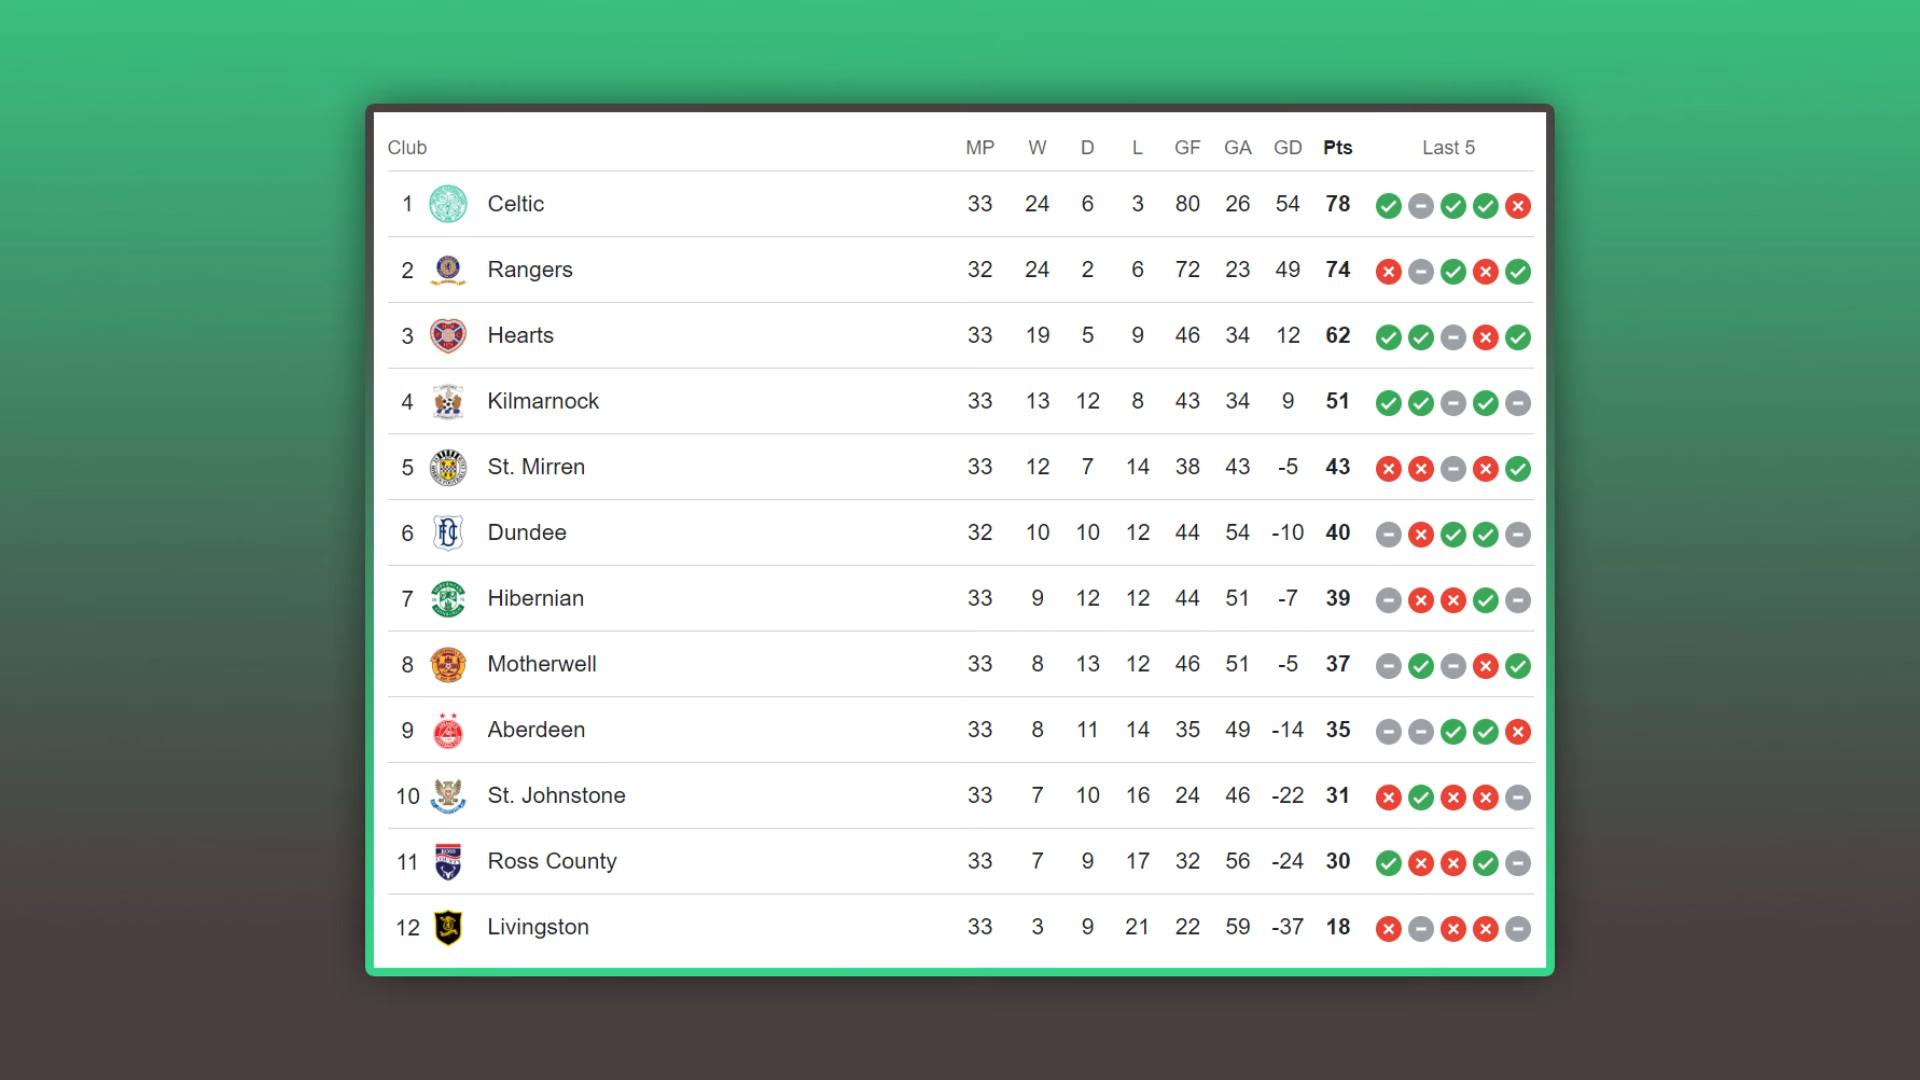 Club MP W D L GF GA GD Pts Last 5
1 Celtic 33 24 6 3 80 26 54 78
2 Rangers 32 24 2 6 72 23 49 74
3 Hearts 33 19 5 9 46 34 12 62
4 Kilmarnock 33 13 12 8 43 34 9 51
5 St. Mirren 33 12 7 14 38 43 -5 43
6 Dundee 32 10 10 12 44 54 -10 40
7 Hibernian 33 9 12 12 44 51 -7 39
8 Motherwell 33 8 13 12 46 51 -5 37
9 Aberdeen 33 8 11 14 35 49 -14 35
10 St. Johnstone 33 7 10 16 24 46 -22 31
11 Ross County 33 7 9 17 32 56 -24 30
12 Livingston 33 3 9 21 22 59 -37 18